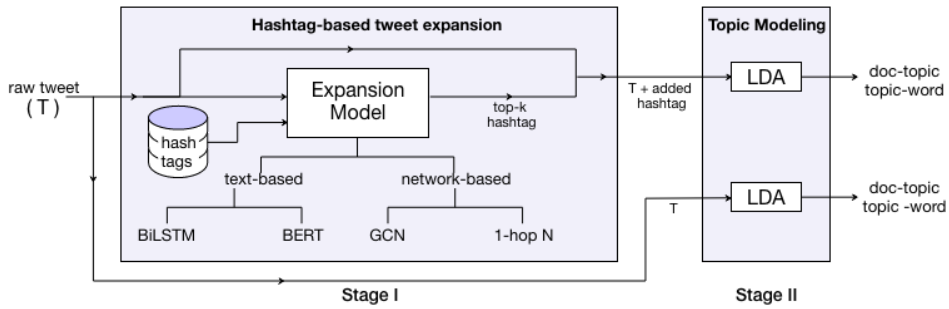 Hashtag-based tweet expansion
Topic Modeling
raw tweet
(T)
hash
tags
Expansion
Model
top-k
hashtag
T + added
hashtag
LDA
doc-topic
topic-word
text-based
network-based
BiLSTM
BERT
GCN
1-hop N
T
LDA
doc-topic
topic -word
Stage I
Stage II